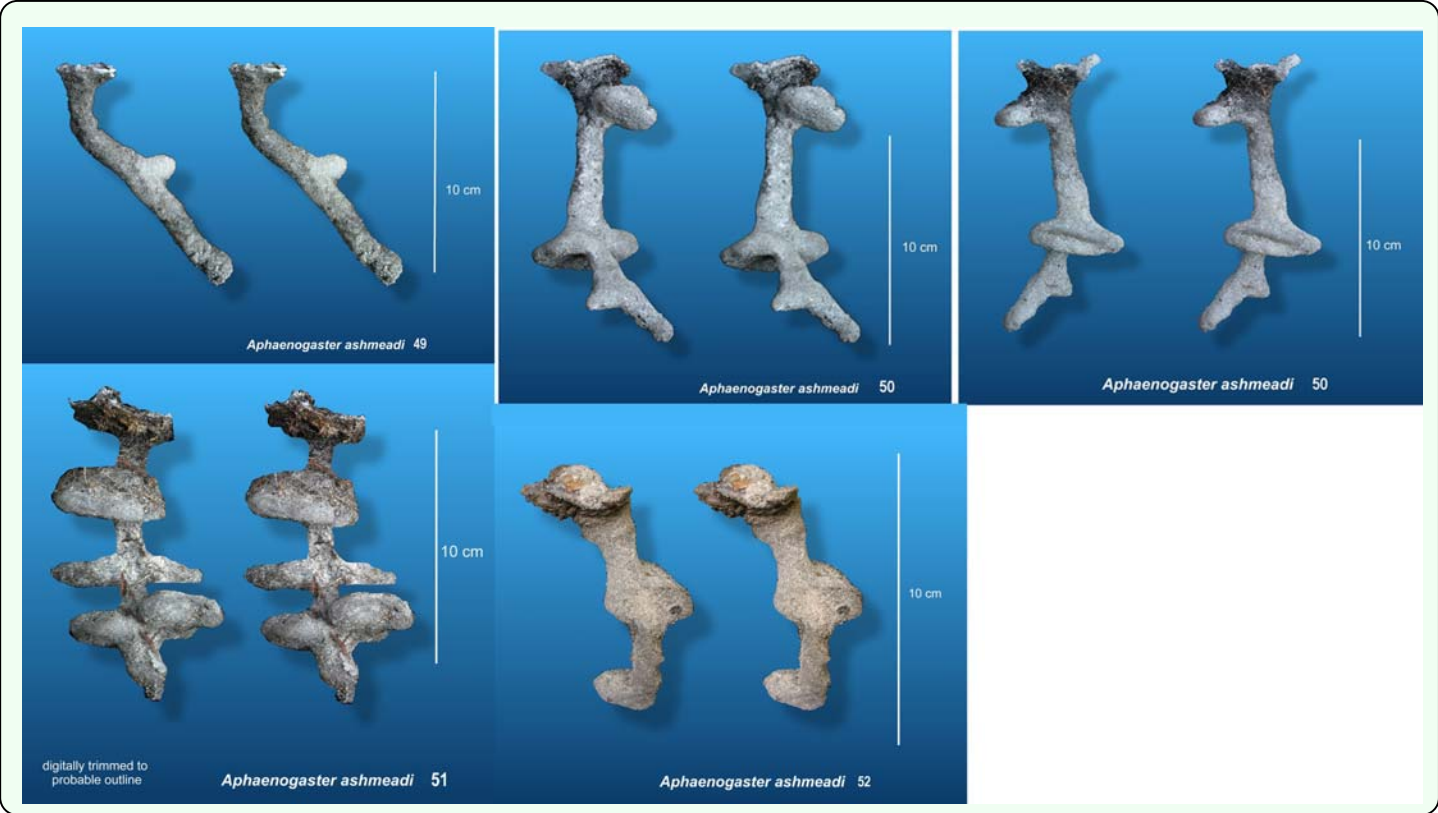 10 cm
Aphaenogaster ashmeadi 49
10 cm
Aphaenogaster ashmeadi 50
10 cm
Aphaenogaster ashmeadi 50
10 cm
digitally trimmed to
probable outline
Aphaenogaster ashmeadi 51
10 cm
Aphaenogaster ashmeadi 52